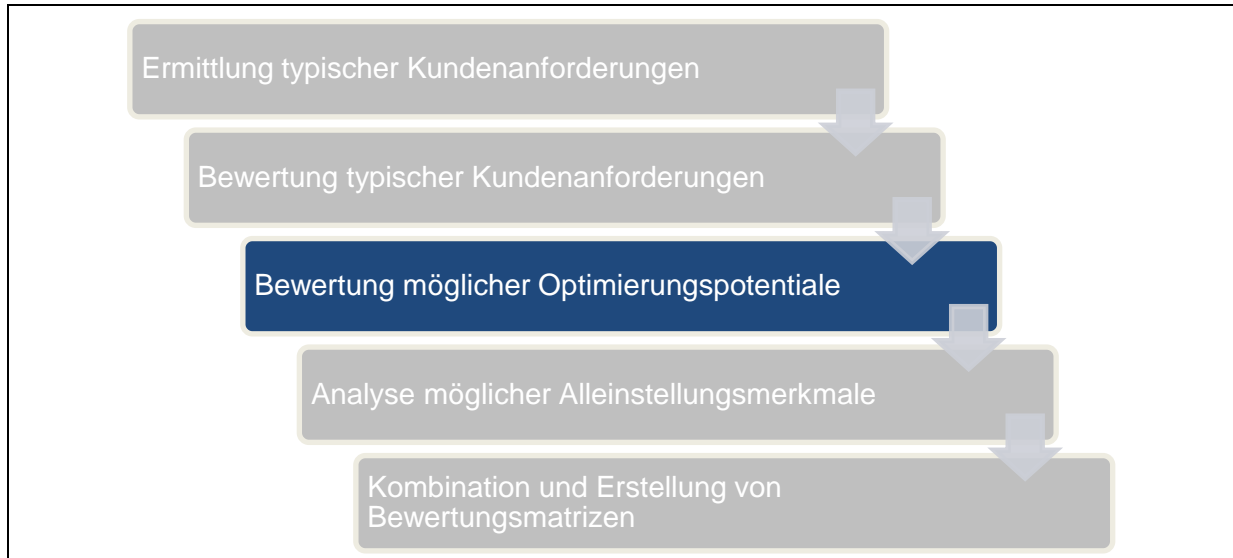 Ermittlung typischer Kundenanforderungen
Bewertung typischer Kundenanforderungen
Bewertung möglicher Optimierungspotentiale
Analyse möglicher Alleinstellungsmerkmale
Kombination und Erstellung von
Bewertungsmatrizen